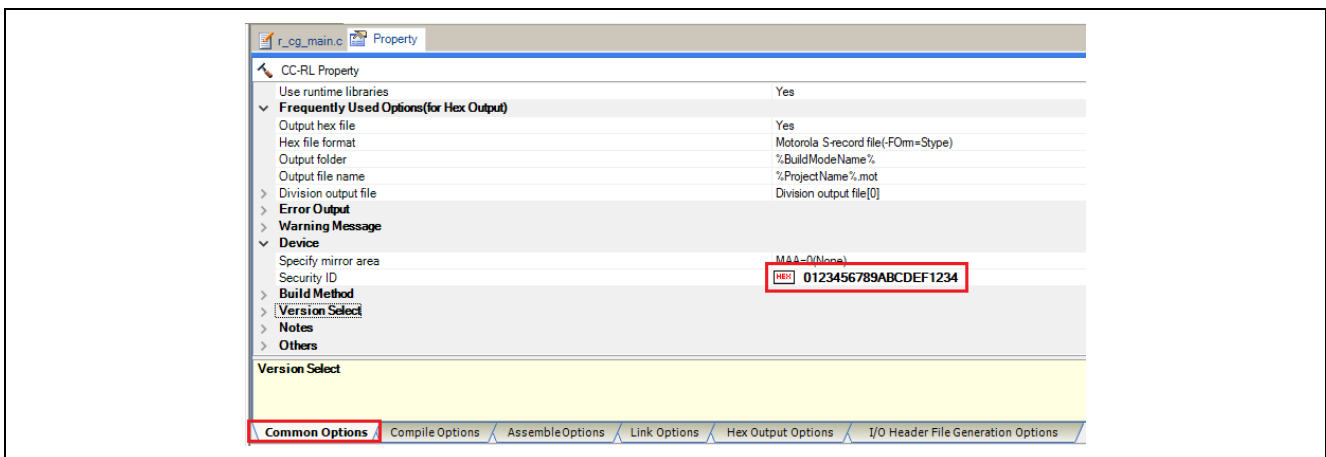 r_cg_main.c Property
CC-RL Property
Use runtime libraries Yes
Frequently Used Options(for Hex Output)
Output hex file Yes
Hex file format Motorola S-record file(-FOrm=Stype)
Output folder %BuildModeName%
Output file name %ProjectName%.mot
Division output file Division output file[0]
Error Output
Warning Message
Device
Specify mirror area MAA=0(None)
Security ID HEX 0123456789ABCDEF1234
Build Method
Version Select
Notes
Others
Version Select
Common Options Compile Options Assemble Options Link Options Hex Output Options I/O Header File Generation Options